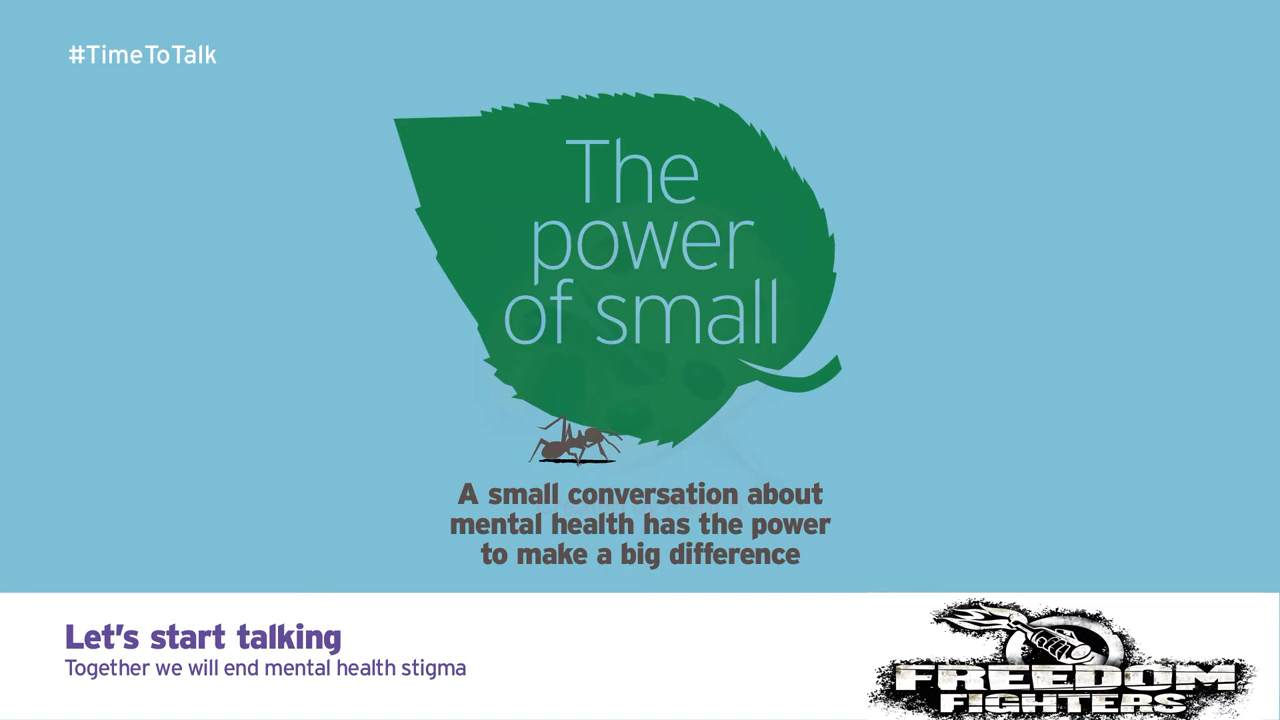 #TimeToTalk
The
power
of small
A small conversation about
mental health has the power
to make a big difference
Let's start talking
Together we will end mental health stigma
FREEDOM
FIGHTERS